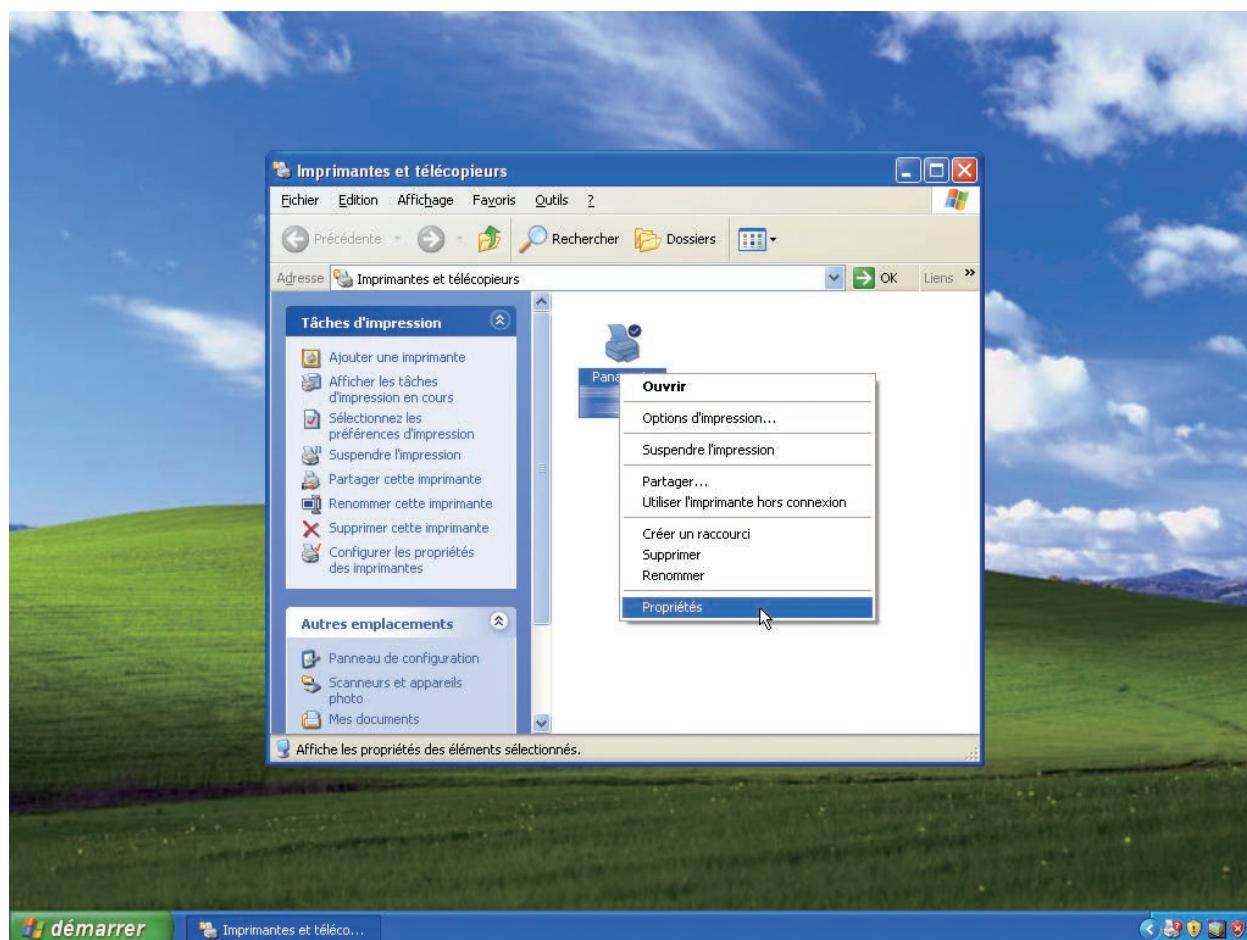 Imprimantes et télécopieurs
Fichier Edition Affichage Favoris Outils ?
Précédente Rechercher Dossiers
Adresse Imprimantes et télécopieurs OK Liens »
Tâches d'impression
Ajouter une imprimante
Afficher les tâches
d'impression en cours
Sélectionnez les
préférences d'impression
Suspendre l'impression
Partager cette imprimante
Renommer cette imprimante
Supprimer cette imprimante
Configurer les propriétés
des imprimantes
Autres emplacements
Panneau de configuration
Scanneurs et appareils
photo
Mes documents
Ouvrir
Options d'impression...
Suspendre l'impression
Partager...
Utiliser l'imprimante hors connexion
Créer un raccourci
Supprimer
Renommer
Propriétés
Affiche les propriétés des éléments sélectionnés.
démarrer Imprimantes et téléco...